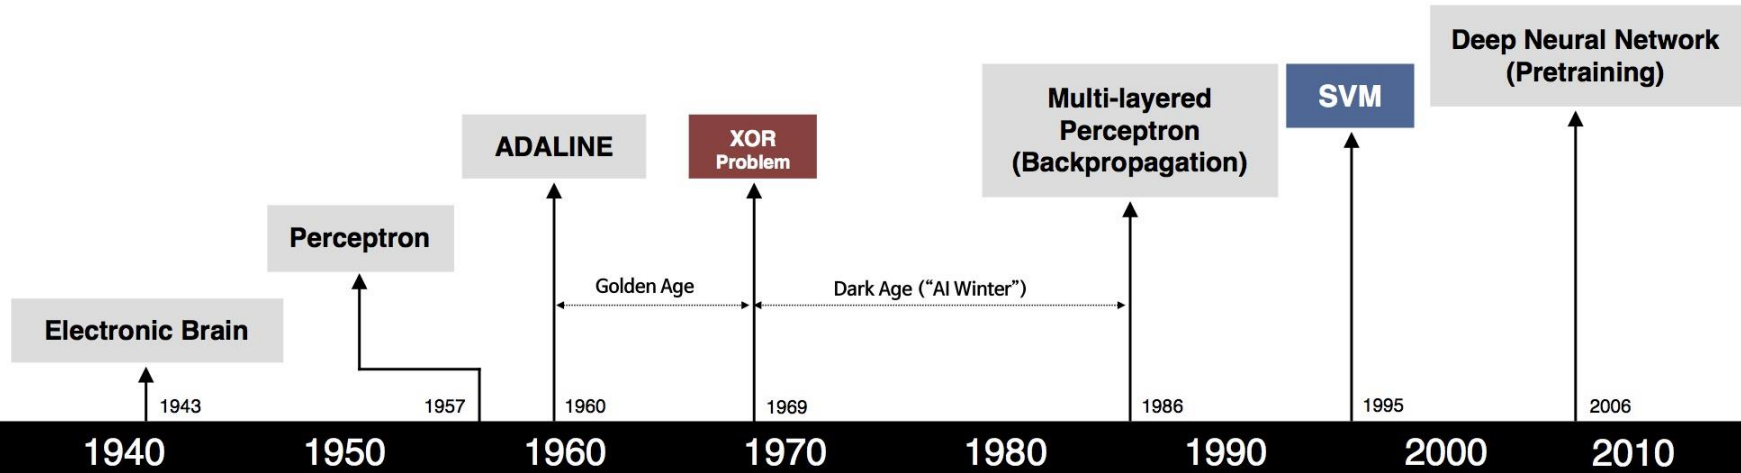 Electronic Brain
1943
Perceptron
1957
ADALINE
1960
Golden Age
XOR
Problem
1969
Dark Age (“AI Winter”)
Multi-layered
Perceptron
(Backpropagation)
1986
SVM
1995
Deep Neural Network
(Pretraining)
2006
1940
1950
1960
1970
1980
1990
2000
2010